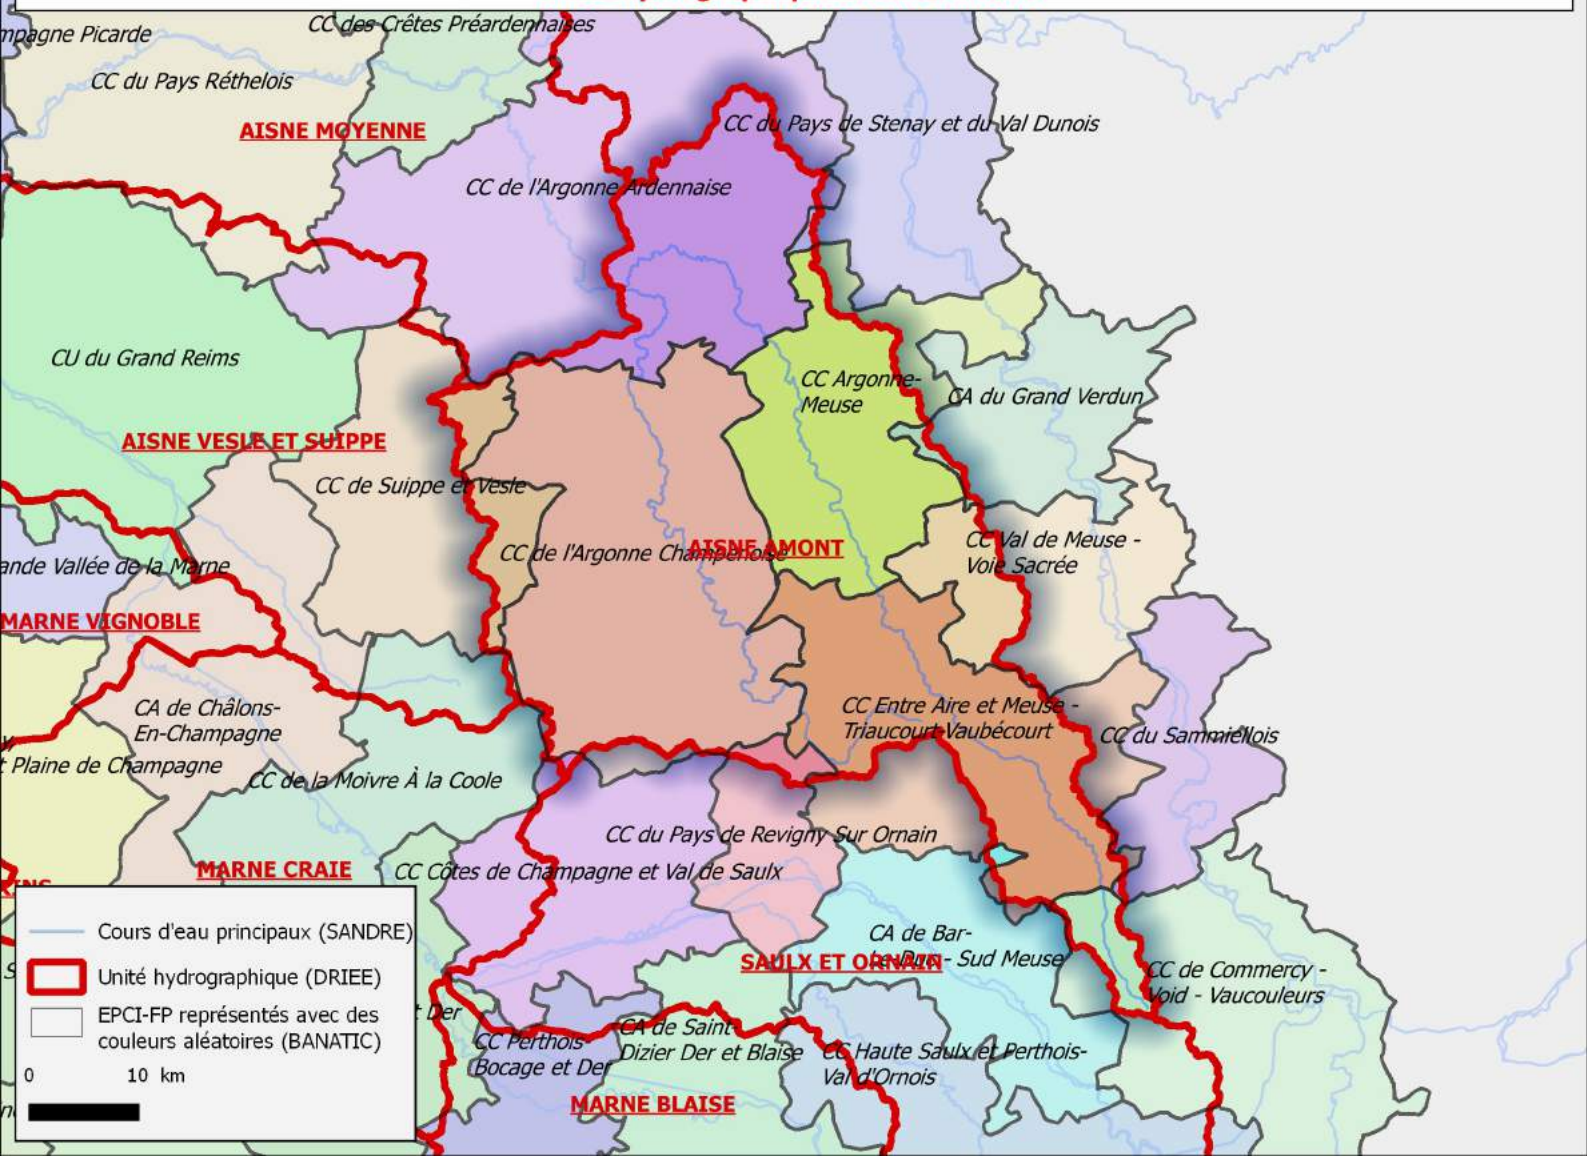 CC des Crêtes Préardennaises
mpagne Picarde
CC du Pays Réthelois
AISNE MOYENNE
CC du Pays de Stenay et du Val Dunois
CC de l'Argonne Ardennaise
CU du Grand Reims
CC Argonne-
Meuse
CA du Grand Verdun
AISNE VESLE ET SUIPPE
CC de Suippe et Vesle
CC de l'Argonne Champenoise
AISNE AMONT
CC Val de Meuse -
Voie Sacrée
ande Vallée de la Marne
MARNE VIGNOBLE
CA de Châlons-
En-Champagne
CC Entre Aire et Meuse -
Triaucourt-Vaubécourt
CC du Sammiellois
t Plaine de Champagne
CC de la Moivre À la Coole
CC du Pays de Revigny Sur Ornain
MARNE CRAIE
CC Côtes de Champagne et Val de Saulx
CA de Bar-
Le-Duc - Sud Meuse
SAULX ET ORNAIN
CC de Commercy -
Void - Vaucouleurs
t Der
CC Perthois-
Bocage et Der
CA de Saint-
Dizier Der et Blaise
CC Haute Saulx et Perthois-
Val d'Ornois
MARNE BLAISE
Cours d'eau principaux (SANDRE)
Unité hydrographique (DRIEE)
EPCI-FP représentés avec des
couleurs aléatoires (BANATIC)
0 10 km